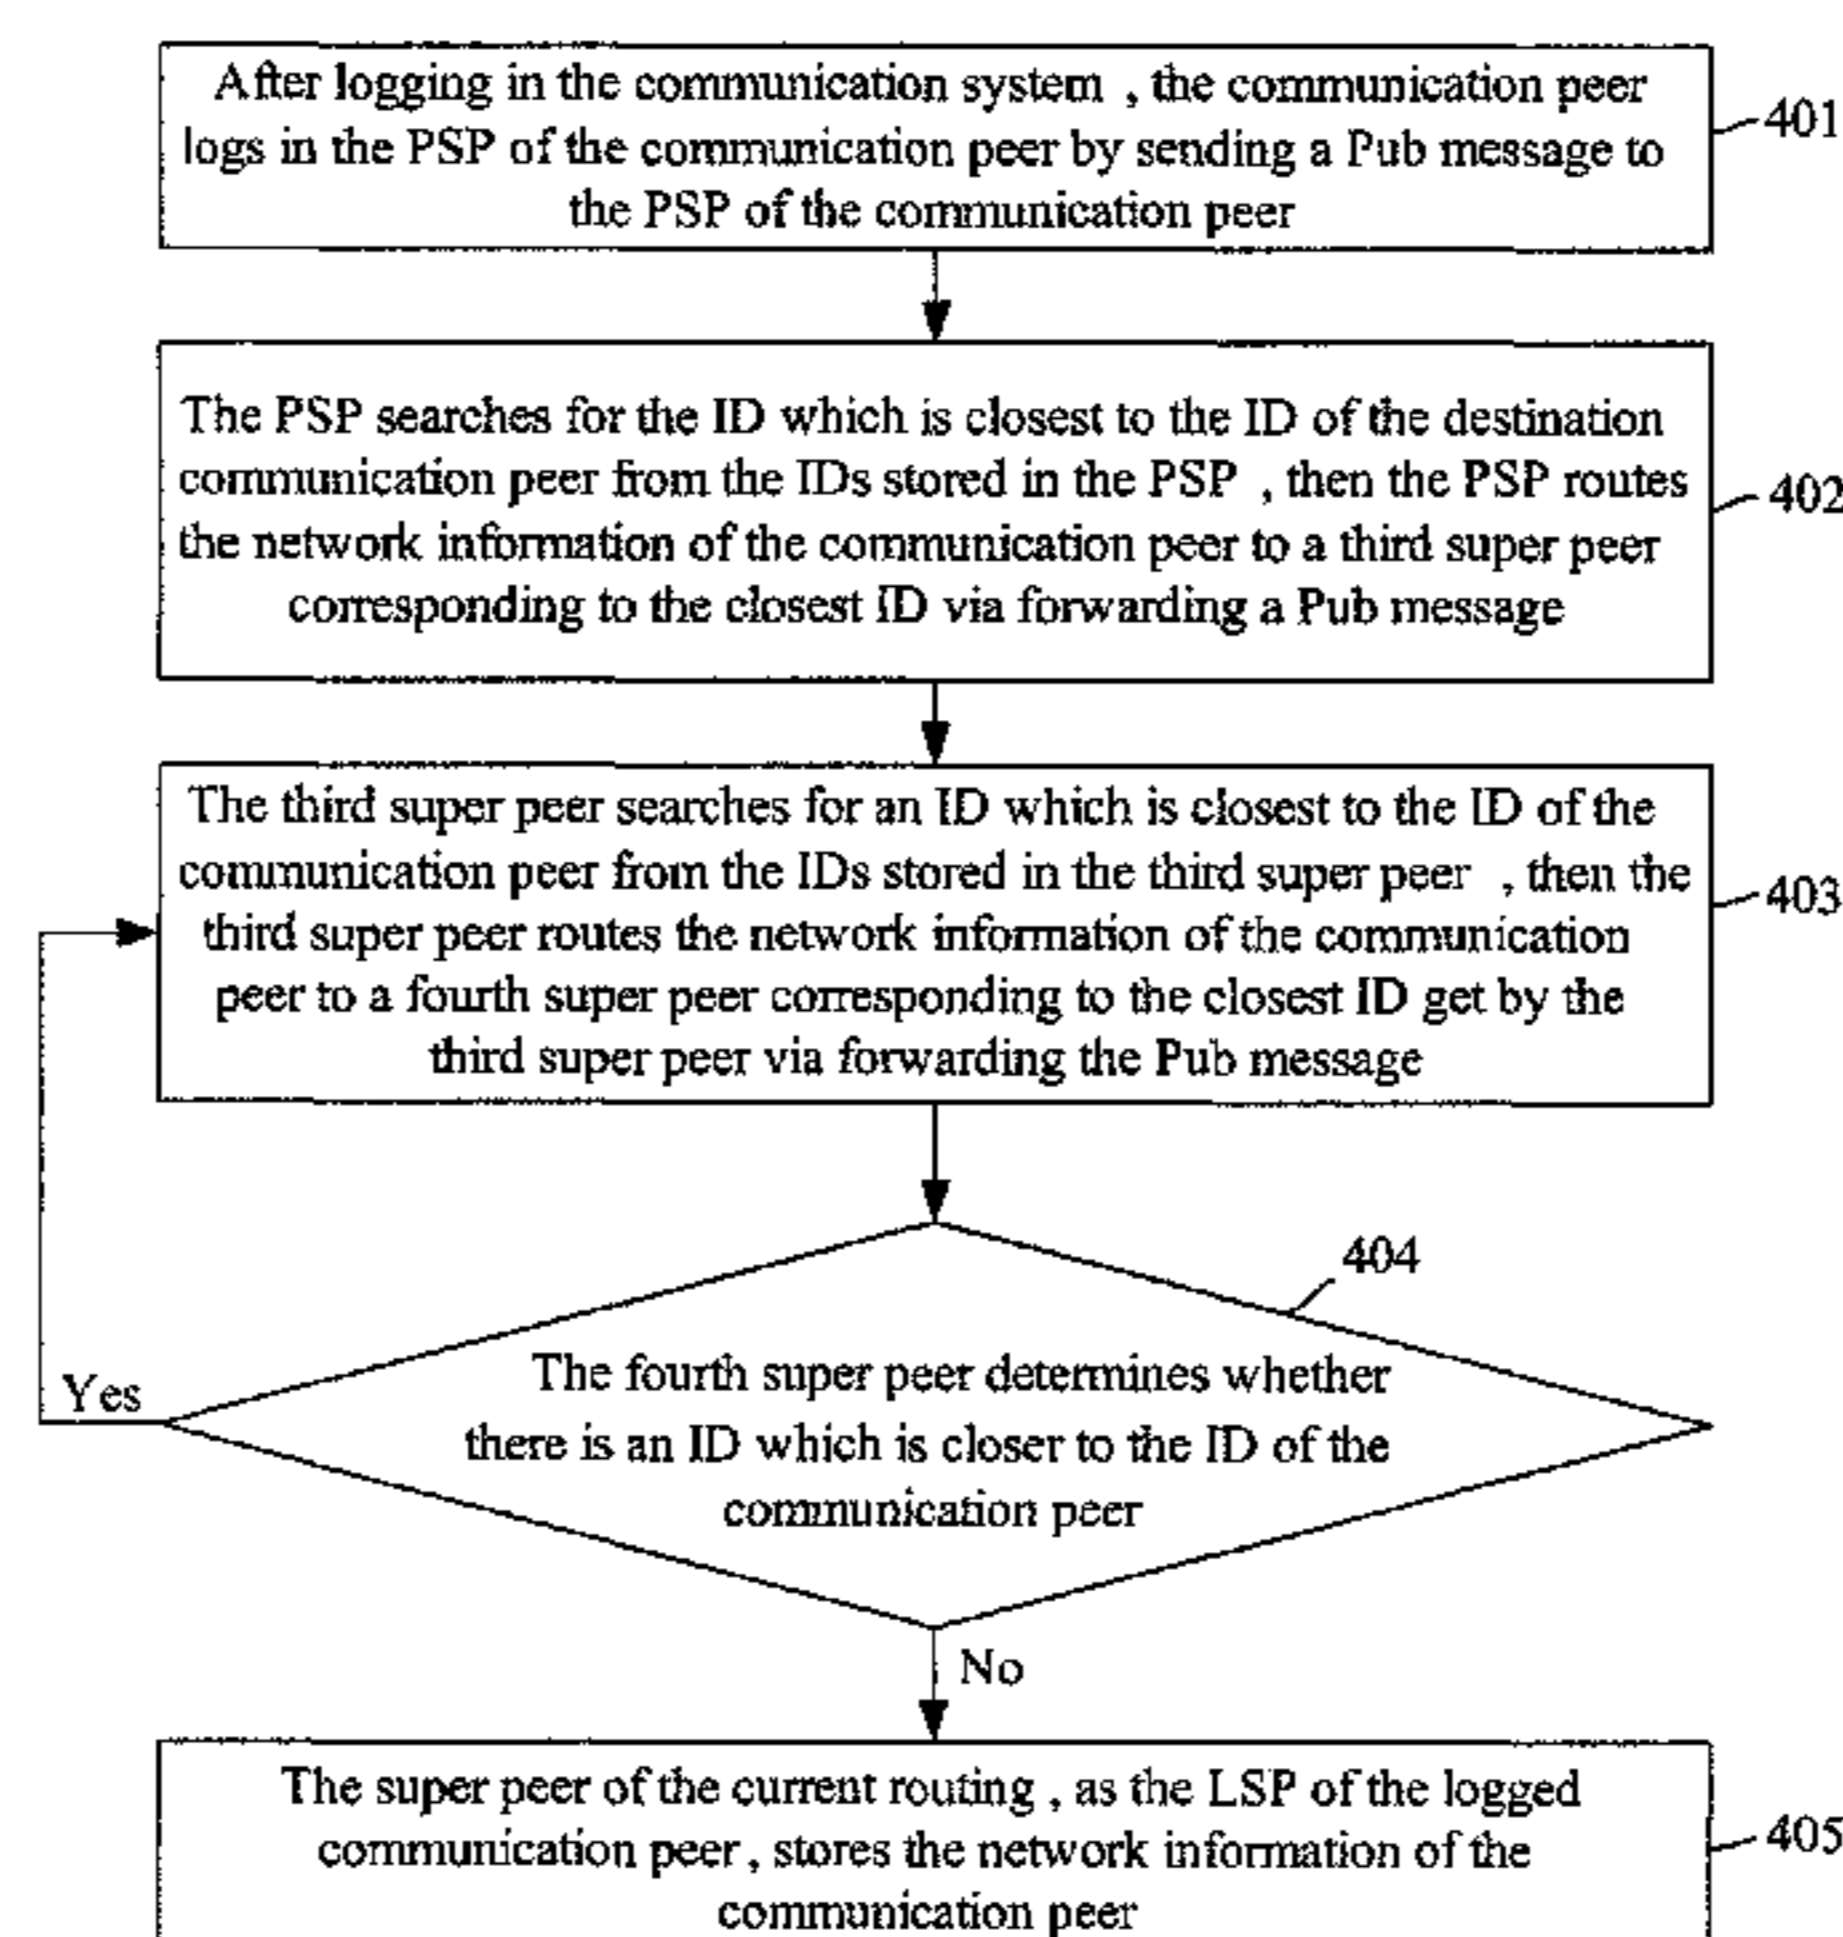 After logging in the communication system , the communication peer
logs in the PSP of the communication peer by sending a Pub message to
the PSP of the communication peer
401
The PSP searches for the ID which is closest to the ID of the destination
communication peer from the IDs stored in the PSP , then the PSP routes
the network information of the communication peer to a third super peer
corresponding to the closest ID via forwarding a Pub message
402
The third super peer searches for an ID which is closest to the ID of the
communication peer from the IDs stored in the third super peer , then the
third super peer routes the network information of the communication
peer to a fourth super peer corresponding to the closest ID get by the
third super peer via forwarding the Pub message
403
404
The fourth super peer determines whether
there is an ID which is closer to the ID of the
communication peer
Yes
No
The super peer of the current routing , as the LSP of the logged
communication peer , stores the network information of the
communication peer
405